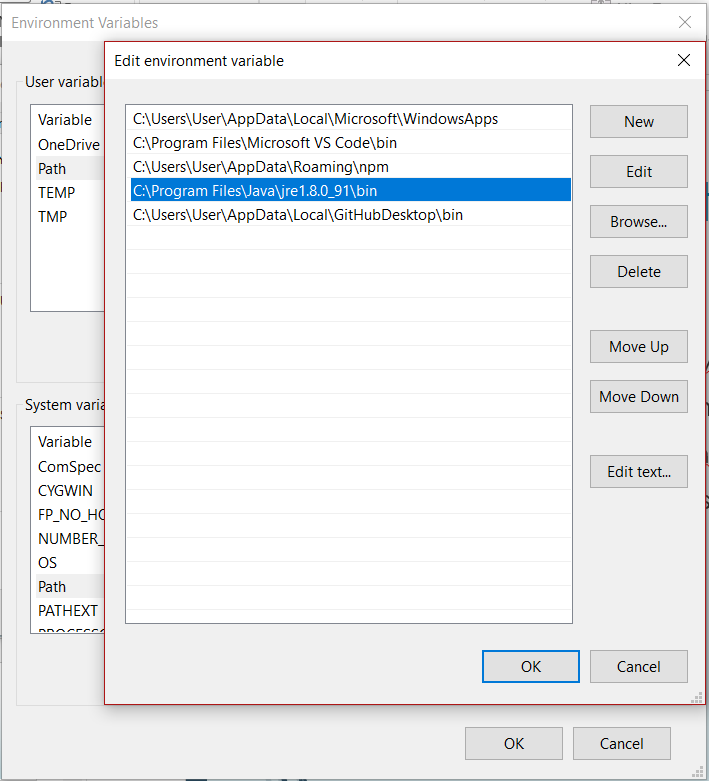 Environment Variables
Edit environment variable
User variabl
Variable
OneDrive
Path
TEMP
TMP
C:\Users\User\AppData\Local\Microsoft\WindowsApps
C:\Program Files\Microsoft VS Code\bin
C:\Users\User\AppData\Roaming\npm
C:\Program Files\Java\jre1.8.0_91\bin
C:\Users\User\AppData\Local\GitHubDesktop\bin
New
Edit
Browse...
Delete
Move Up
Move Down
Edit text...
System varia
Variable
ComSpec
CYGWIN
FP_NO_HO
NUMBER_
OS
Path
PATHEXT
OK
Cancel
OK
Cancel